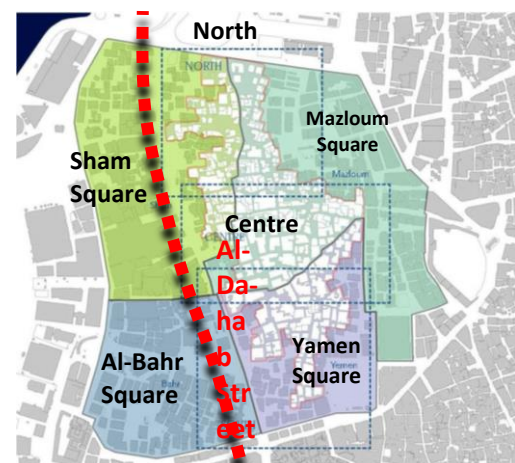 North
NORTH
Mazloum
Square
Mazloum
Sham
Square
Centre
Al-
Da-
ha
b
Str
eet
Yamen
Square
Yemen
Al-Bahr
Square
Bahr